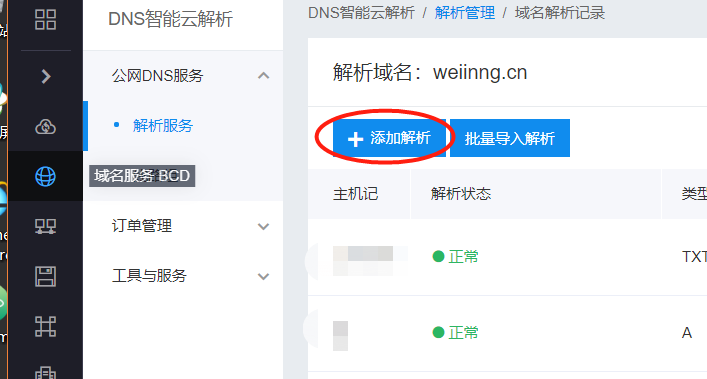 DNS智能云解析
DNS智能云解析 / 解析管理 / 域名解析记录
公网DNS服务
解析服务
域名服务 BCD
订单管理
工具与服务
解析域名：weiinng.cn
添加解析 批量导入解析
主机记 解析状态
正常 TXT
正常 A